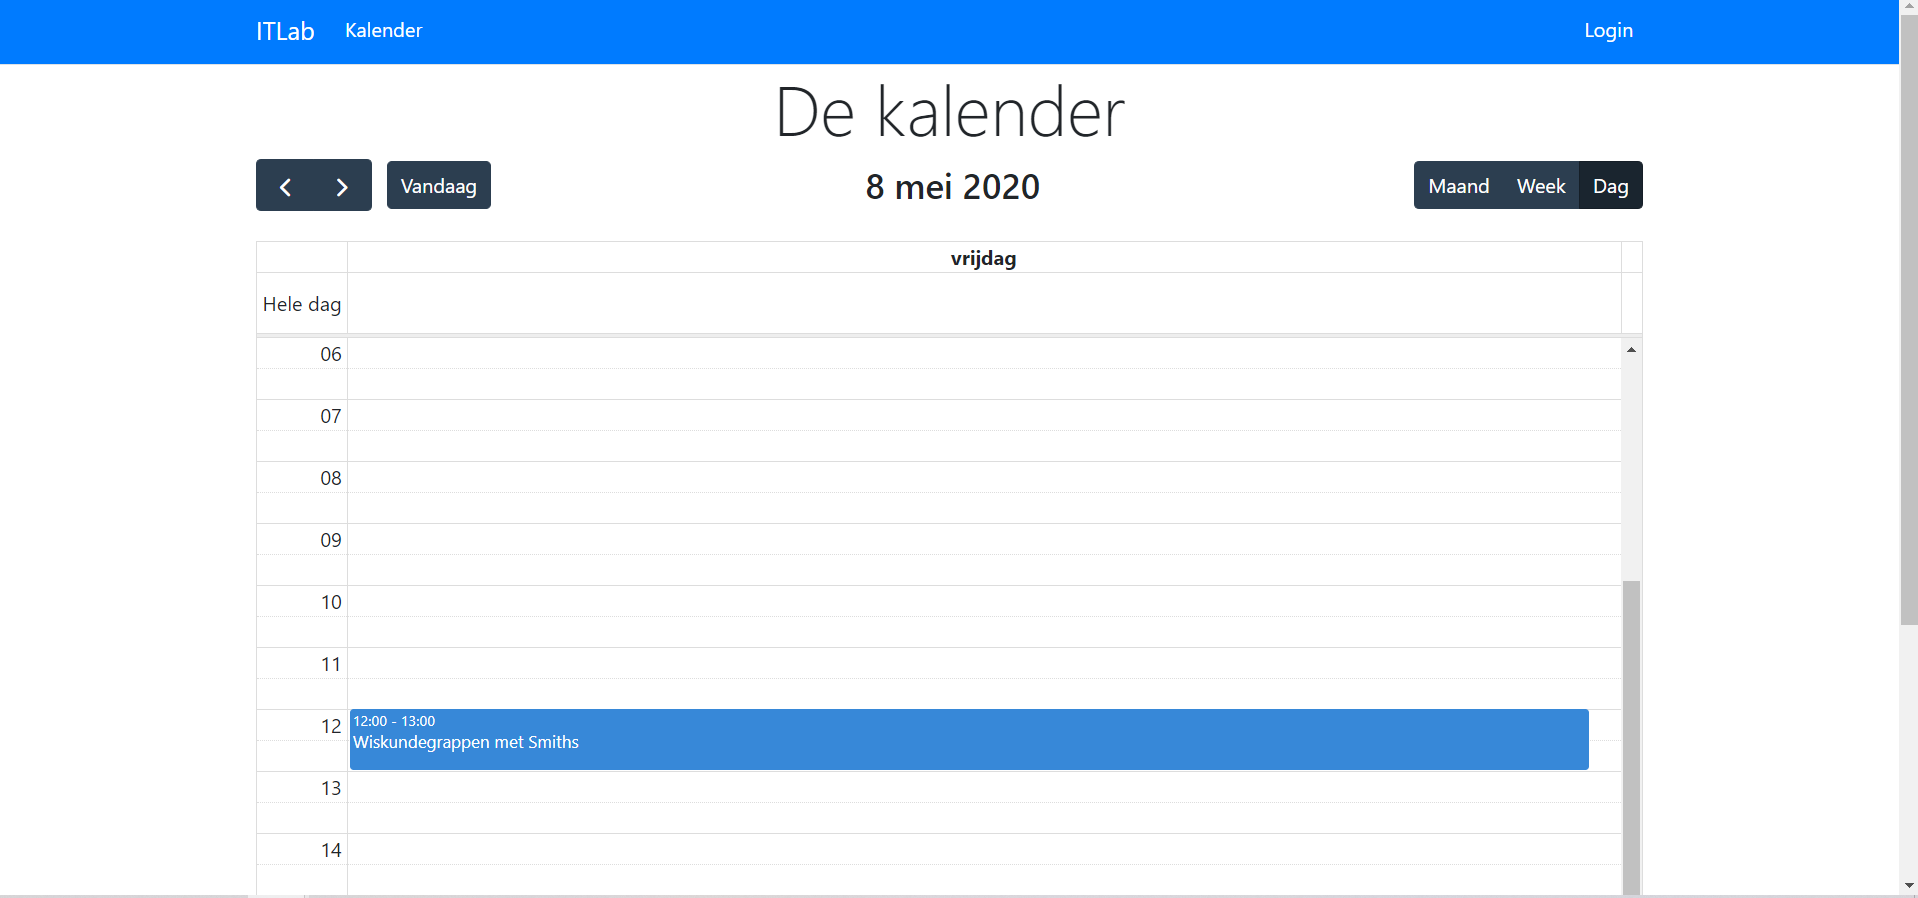 ITLab Kalender Login
De kalender
Vandaag 8 mei 2020 Maand Week Dag
vrijdag
Hele dag
06
07
08
09
10
11
12 12:00 - 13:00
Wiskundegrappen met Smiths
13
14